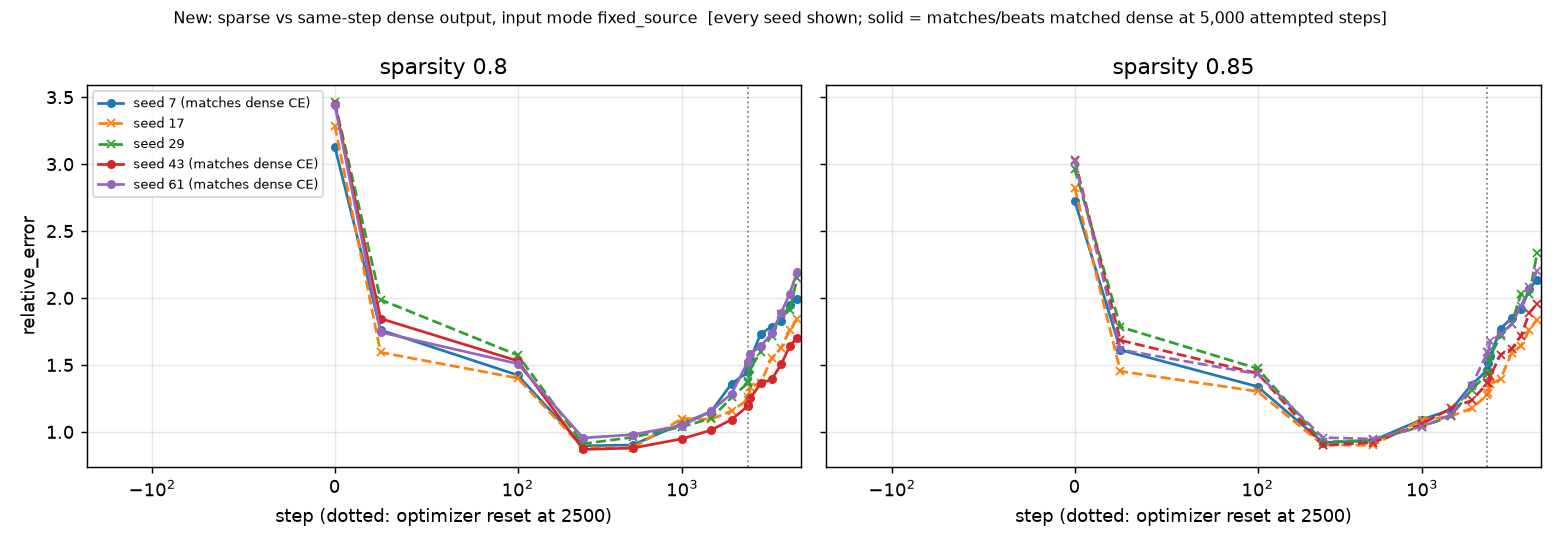 New: sparse vs same-step dense output, input mode fixed_source  [every seed shown; solid = matches/beats matched dense at 5,000 attempted steps]
sparsity 0.8
sparsity 0.85
seed 7 (matches dense CE)
seed 17
seed 29
seed 43 (matches dense CE)
seed 61 (matches dense CE)
relative_error
3.5
3.0
2.5
2.0
1.5
1.0
−10²
0
10²
10³
−10²
0
10²
10³
step (dotted: optimizer reset at 2500)
step (dotted: optimizer reset at 2500)